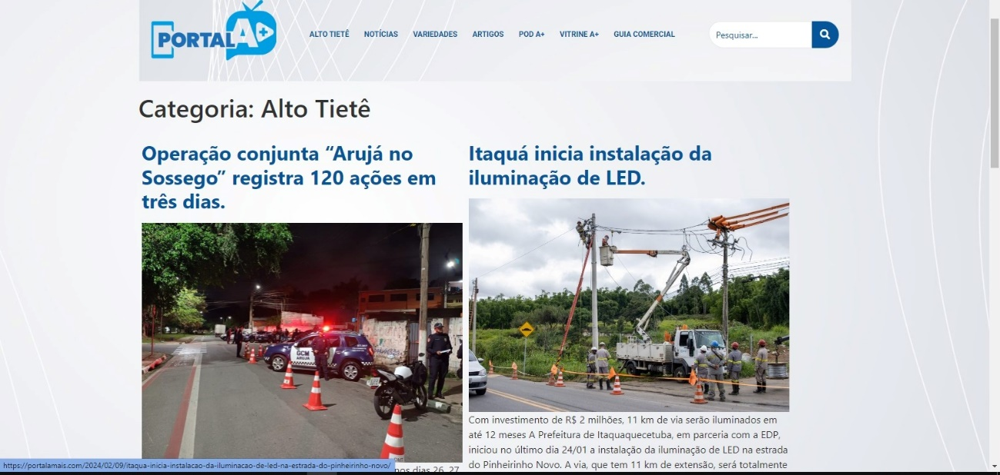 PORTAL A+
ALTO TIETÊ NOTÍCIAS VARIEDADES ARTIGOS POD A+ VITRINE A+ GUIA COMERCIAL
Pesquisar...
Categoria: Alto Tietê
Operação conjunta “Arujá no
Sossego” registra 120 ações em
três dias.
GCM
ARUJÁ
Itaquá inicia instalação da
iluminação de LED.
Com investimento de R$ 2 milhões, 11 km de via serão iluminados em
até 12 meses A Prefeitura de Itaquaquecetuba, em parceria com a EDP,
iniciou no último dia 24/01 a instalação da iluminação de LED na estrada
do Pinheirinho Novo. A via, que tem 11 km de extensão, será totalmente
nos dias 26, 27
https://portalamais.com/2024/02/09/itaqua-inicia-instalacao-da-iluminacao-de-led-na-estrada-do-pinheirinho-novo/